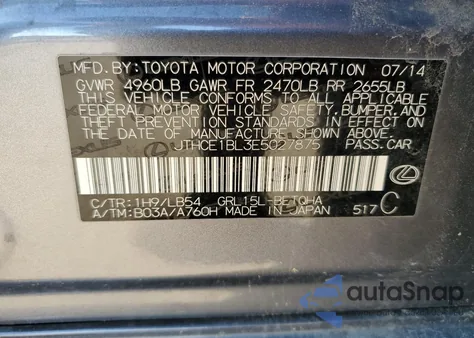 MFD. BY: TOYOTA MOTOR CORPORATION 07/14
GVWR 4960LB GAWR FR 2470LB RR 2655LB
THIS VEHICLE CONFORMS TO ALL APPLICABLE
FEDERAL MOTOR VEHICLE SAFETY, BUMPER, AND
THEFT PREVENTION STANDARDS IN EFFECT ON
THE DATE OF MANUFACTURE SHOWN ABOVE.
JTHCE1BL3E5027875 PASS.CAR
C/TR: 1H9/LB54 GRL15L-BETQHA
A/TM: B03A/A760H MADE IN JAPAN 517 C
autoSnap